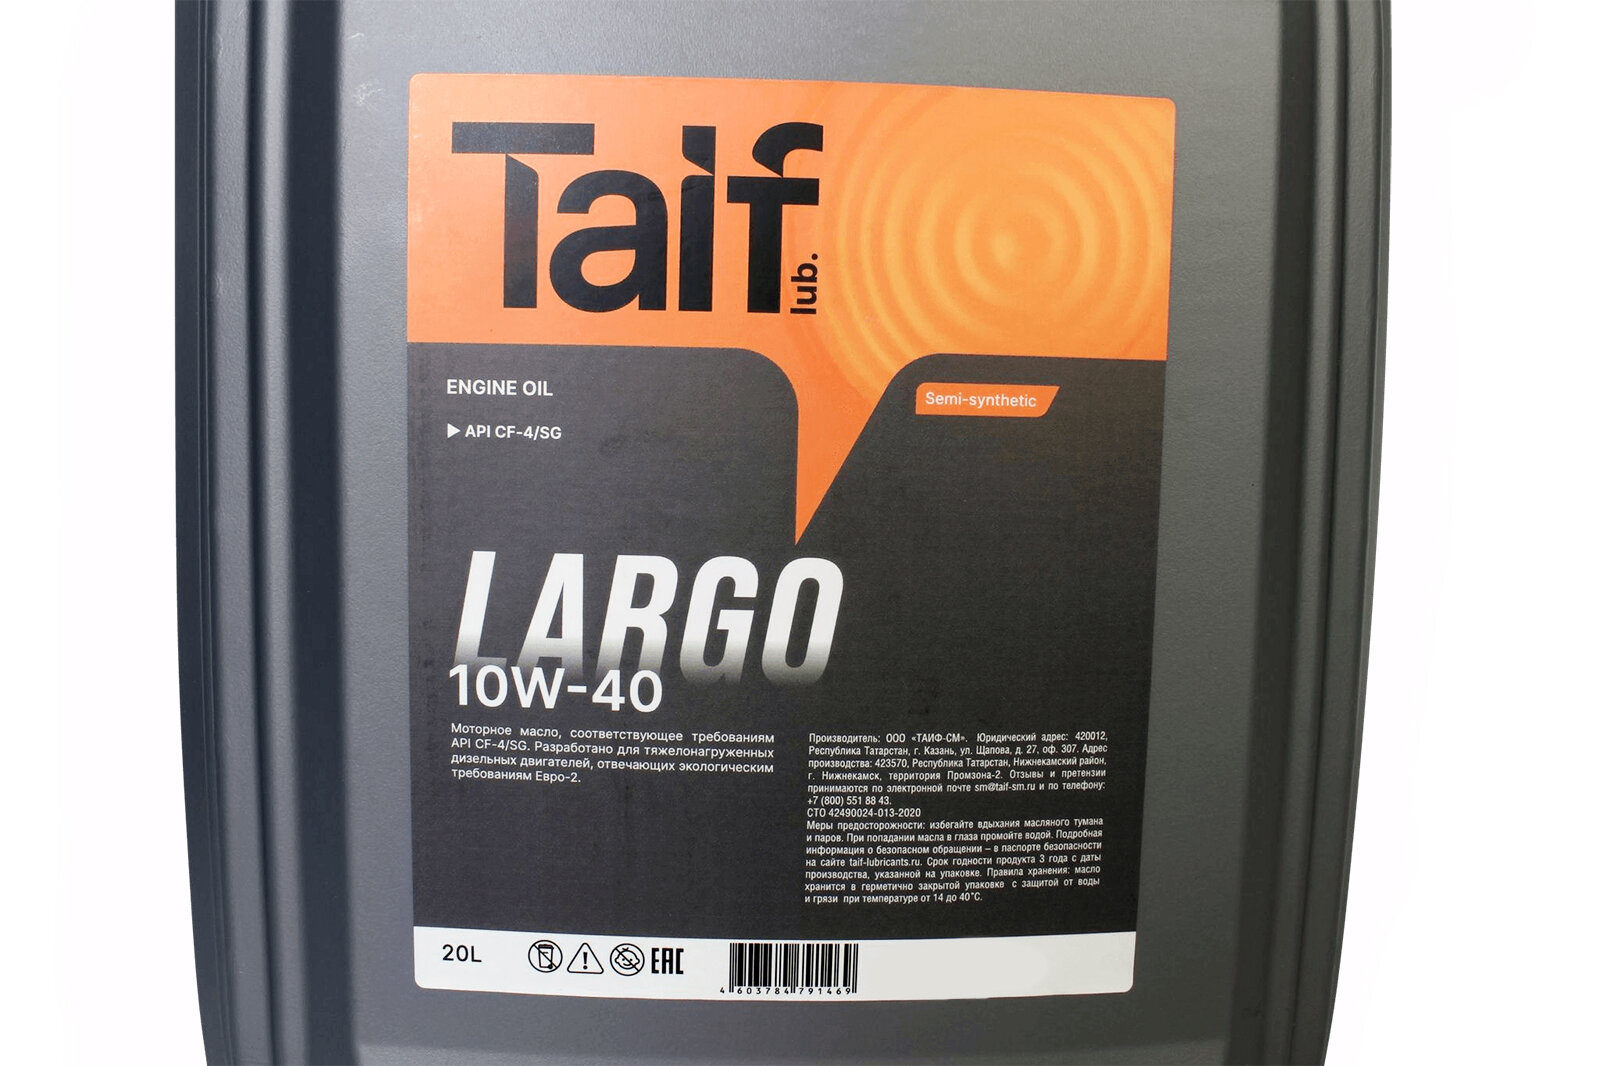 Taif
lub.
ENGINE OIL
Semi-synthetic
▶ API CF-4/SG
LARGO
10W-40
Моторное масло, соответствующее требованиям
API CF-4/SG. Разработано для тяжелонагруженных
дизельных двигателей, отвечающих экологическим
требованиям Евро-2.
Производитель: ООО «ТАИФ-СМ». Юридический адрес: 420012,
Республика Татарстан, г. Казань, ул. Щапова, д. 27, оф. 307. Адрес
производства: 423570, Республика Татарстан, Нижнекамский район,
г. Нижнекамск, территория Промзона-2. Отзывы и претензии
принимаются по электронной почте sm@taif-sm.ru и по телефону:
+7 (800) 551 88 43.
СТО 42490024-013-2020
Меры предосторожности: избегайте вдыхания масляного тумана
и паров. При попадании масла в глаза промойте водой. Подробная
информация о безопасном обращении – в паспорте безопасности
на сайте taif-lubricants.ru. Срок годности продукта 3 года с даты
производства, указанной на упаковке. Правила хранения: масло
хранится в герметично закрытой упаковке с защитой от воды
и грязи при температуре от 14 до 40°С.
20L
EAC
4 603784 791469